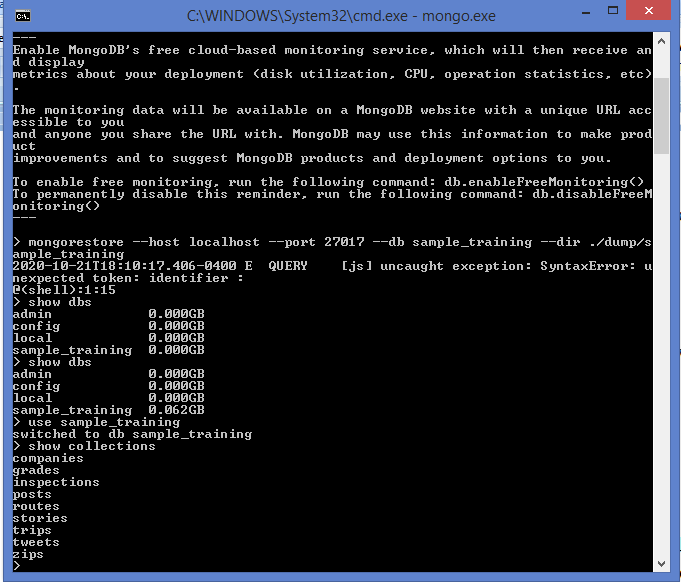 C:\WINDOWS\System32\cmd.exe - mongo.exe
---
Enable MongoDB's free cloud-based monitoring service, which will then receive an
d display
metrics about your deployment (disk utilization, CPU, operation statistics, etc)
.
The monitoring data will be available on a MongoDB website with a unique URL acc
essible to you
and anyone you share the URL with. MongoDB may use this information to make prod
uct
improvements and to suggest MongoDB products and deployment options to you.
To enable free monitoring, run the following command: db.enableFreeMonitoring()
To permanently disable this reminder, run the following command: db.disableFreeM
onitoring()
---
> mongorestore --host localhost --port 27017 --db sample_training --dir ./dump/s
ample_training
2020-10-21T18:10:17.406-0400 E  QUERY    [js] uncaught exception: SyntaxError: u
nexpected token: identifier :
@(shell):1:15
> show dbs
admin            0.000GB
config           0.000GB
local            0.000GB
sample_training  0.000GB
> show dbs
admin            0.000GB
config           0.000GB
local            0.000GB
sample_training  0.062GB
> use sample_training
switched to db sample_training
> show collections
companies
grades
inspections
posts
routes
stories
trips
tweets
zips
>